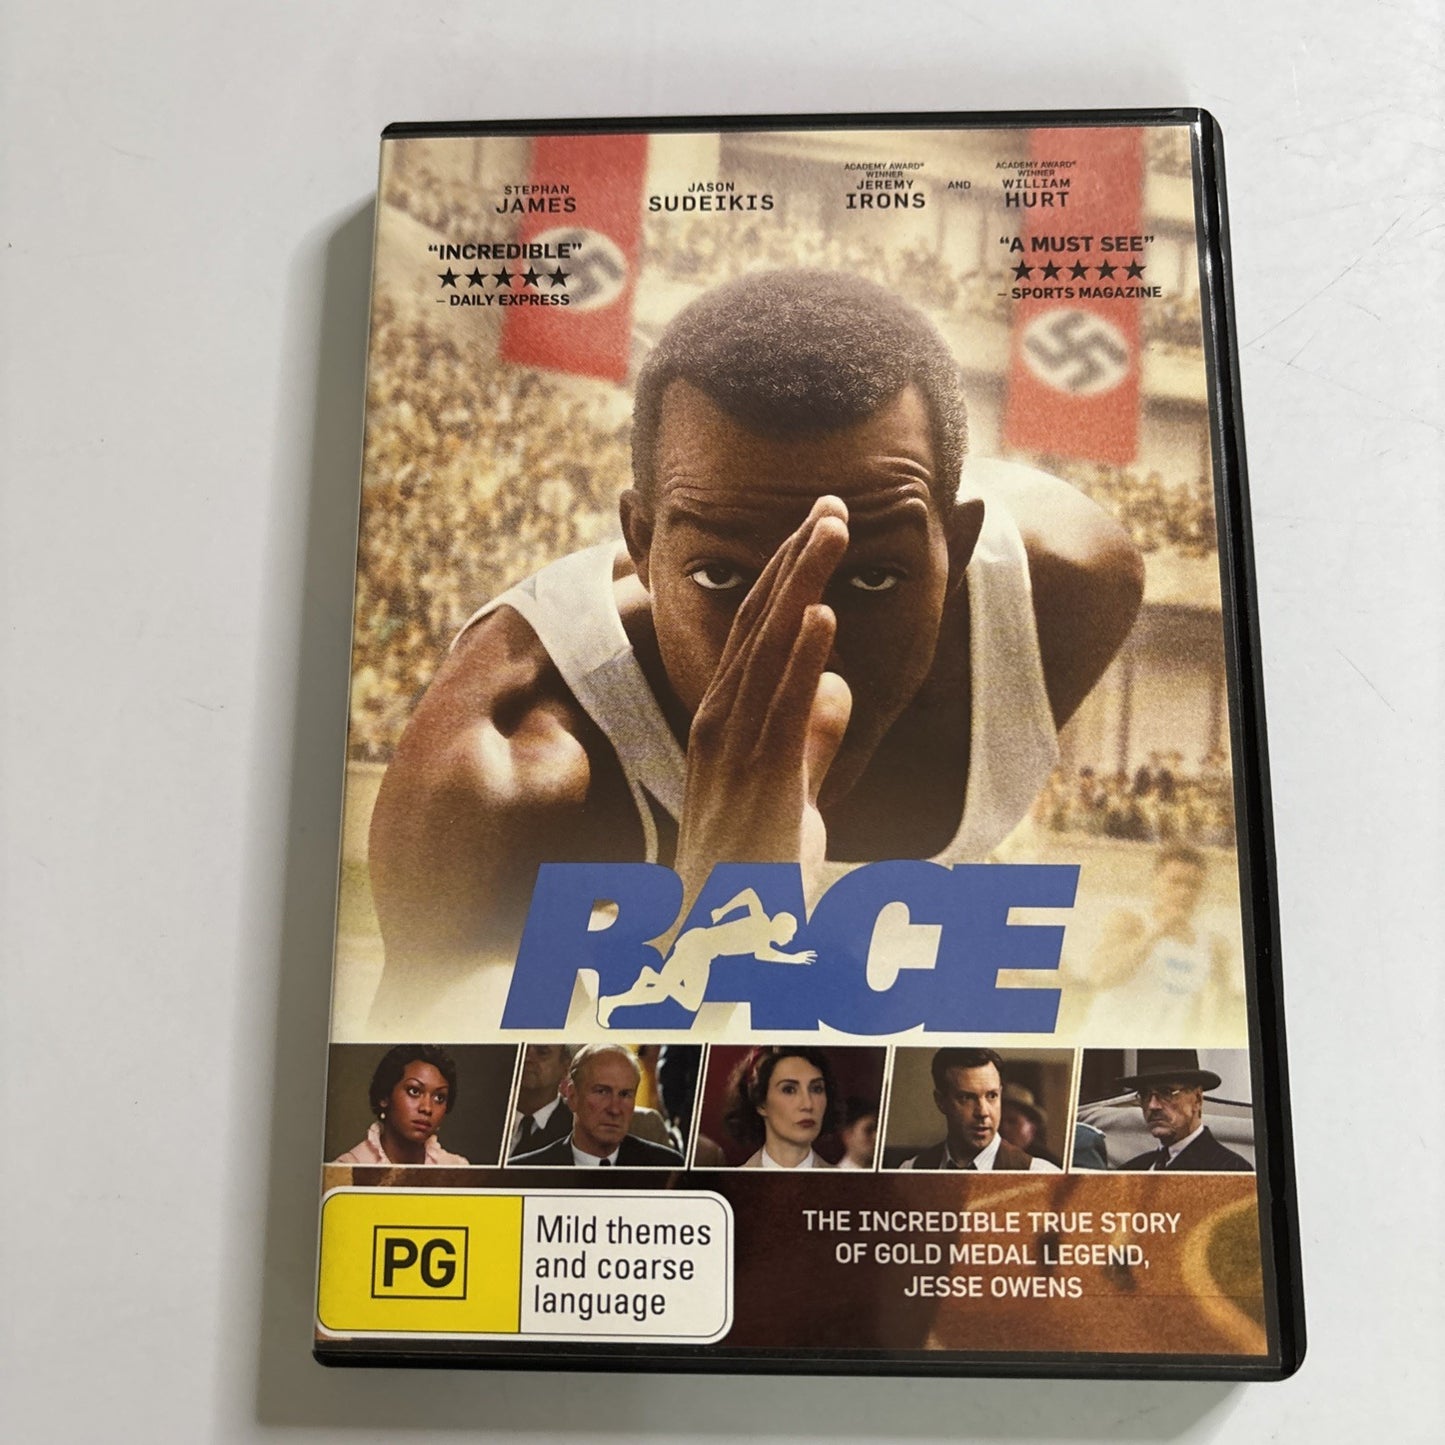 STEPHAN
JAMES
JASON
SUDEIKIS
ACADEMY AWARD®
WINNER
JEREMY
IRONS
AND
ACADEMY AWARD®
WINNER
WILLIAM
HURT
“INCREDIBLE”
★★★★★
– DAILY EXPRESS
“A MUST SEE”
★★★★★
– SPORTS MAGAZINE
RACE
PG
Mild themes
and coarse
language
THE INCREDIBLE TRUE STORY
OF GOLD MEDAL LEGEND,
JESSE OWENS